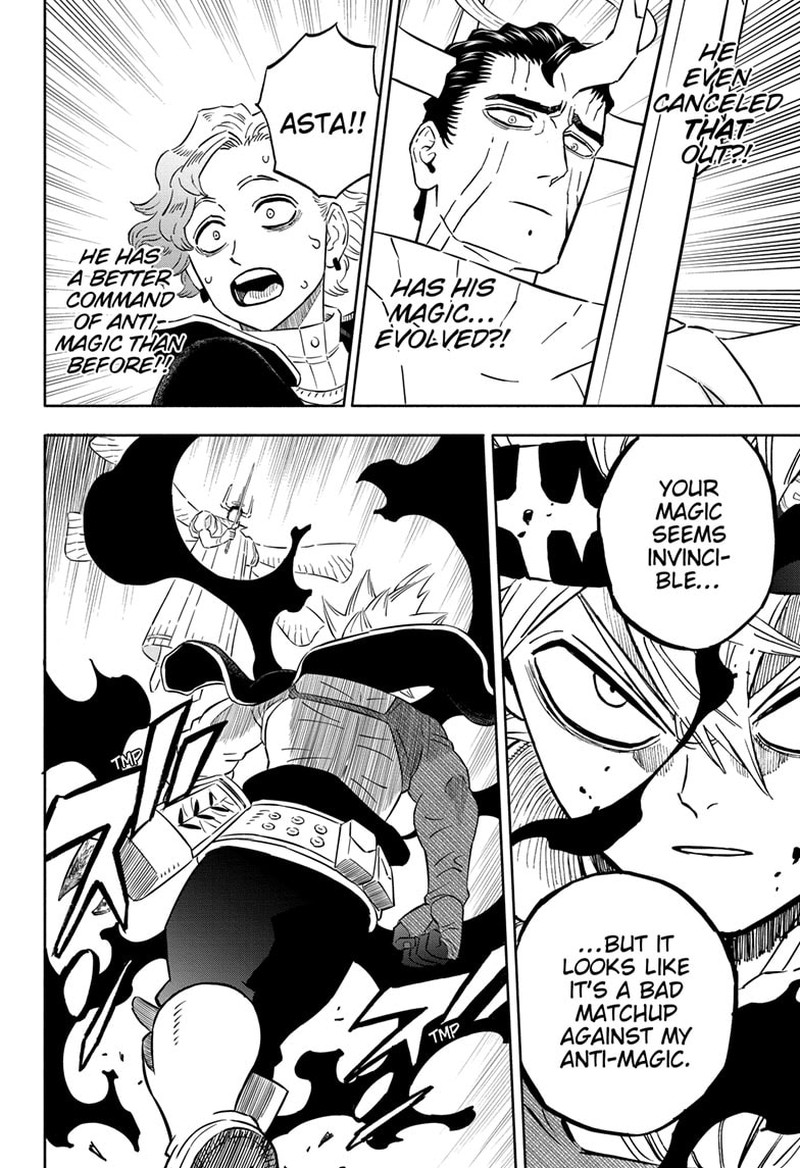 HE
EVEN
CANCELED
THAT
OUT?!
HAS HIS
MAGIC...
EVOLVED?!
ASTA!!
HE HAS
A BETTER
COMMAND
OF ANTI-
MAGIC THAN
BEFORE?!
YOUR
MAGIC
SEEMS
INVINCI-
BLE...
...BUT IT
LOOKS LIKE
IT'S A BAD
MATCHUP
AGAINST MY
ANTI-MAGIC.
TMP
TMP